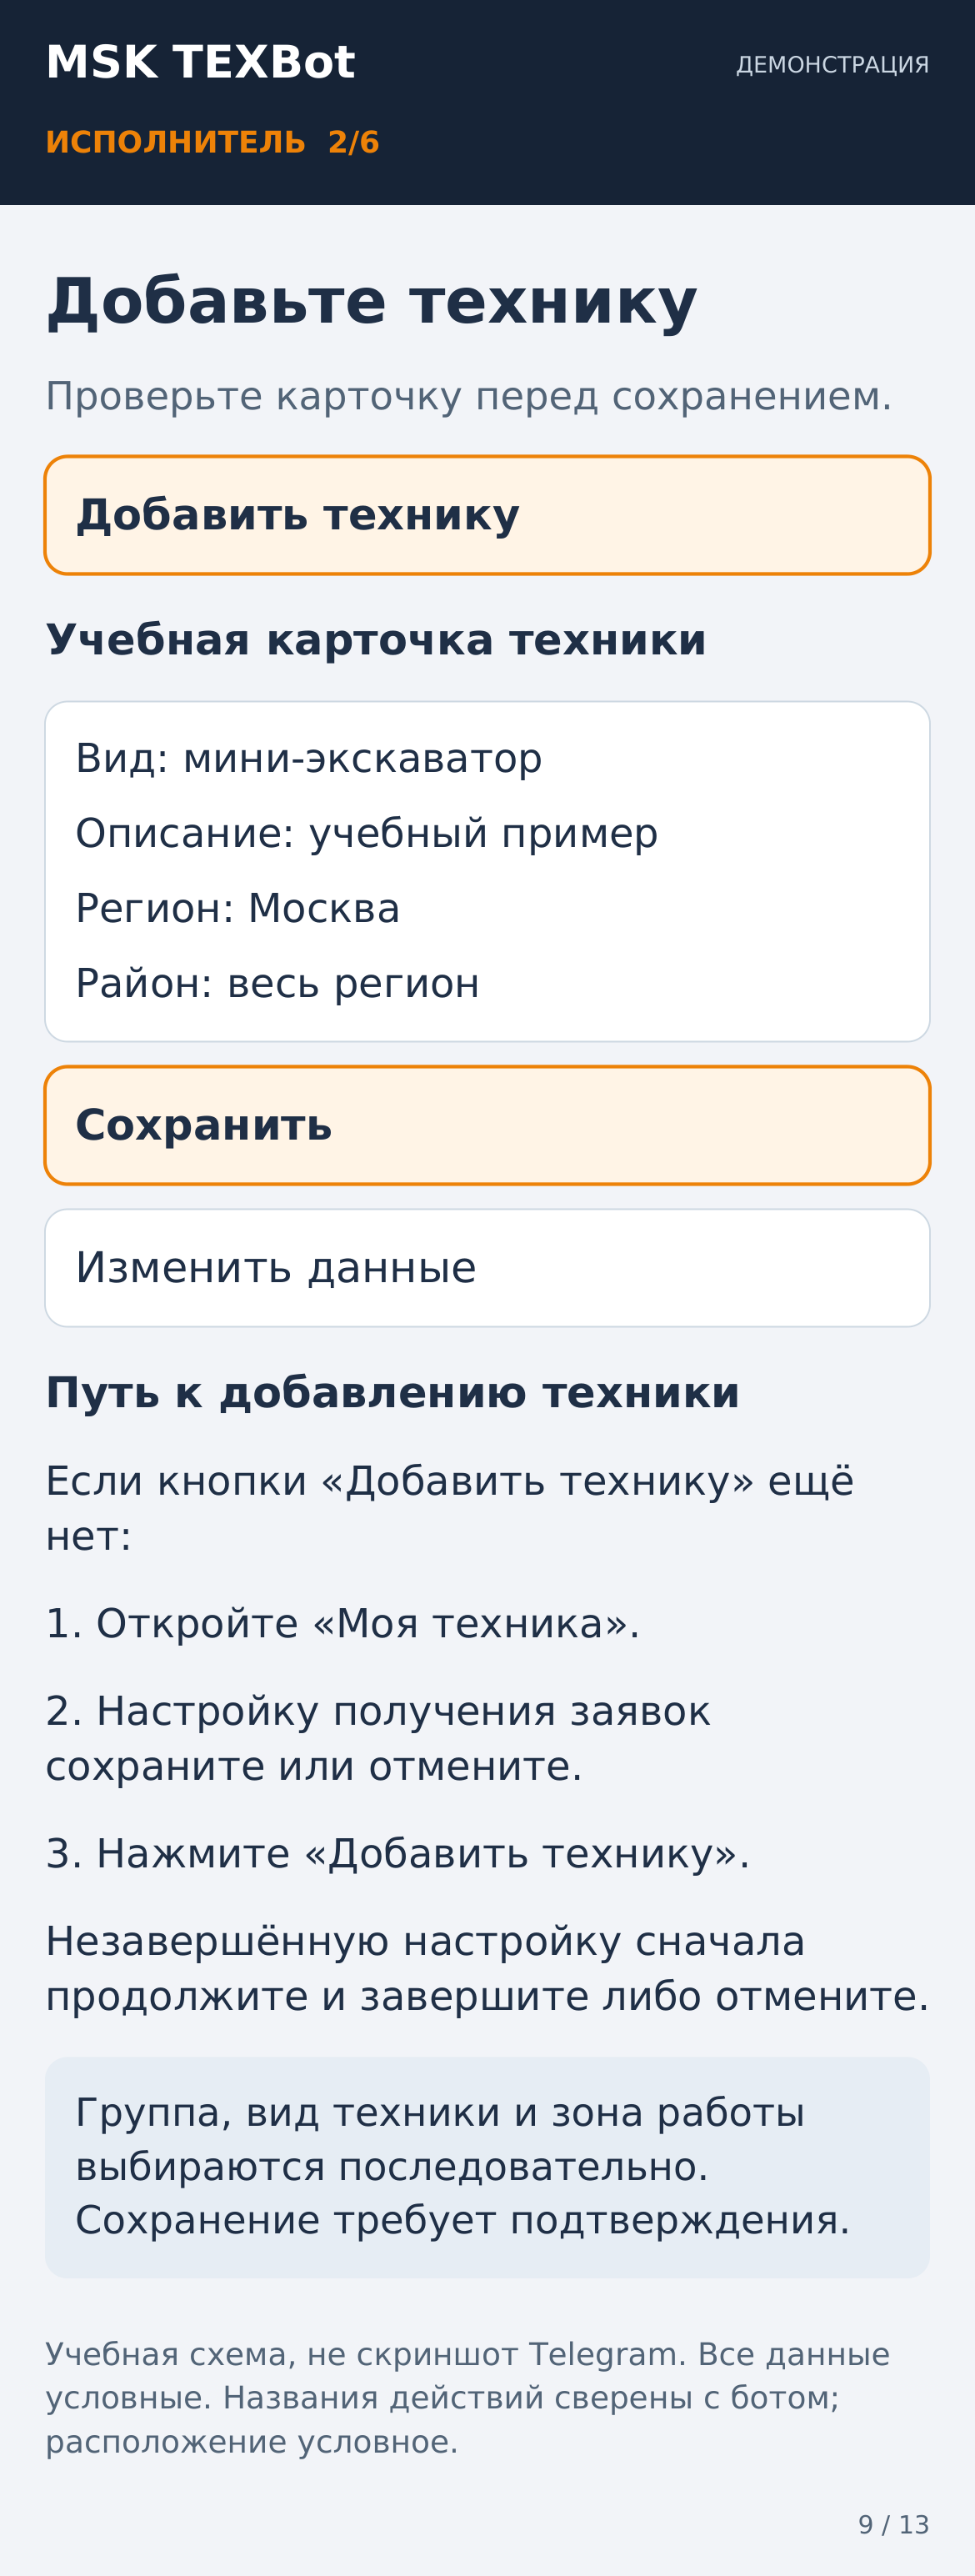 MSK TEXBot
ДЕМОНСТРАЦИЯ
ИСПОЛНИТЕЛЬ 2/6
Добавьте технику
Проверьте карточку перед сохранением.
Добавить технику
Учебная карточка техники
Вид: мини-экскаватор
Описание: учебный пример
Регион: Москва
Район: весь регион
Сохранить
Изменить данные
Путь к добавлению техники
Если кнопки «Добавить технику» ещё
нет:
1. Откройте «Моя техника».
2. Настройку получения заявок
сохраните или отмените.
3. Нажмите «Добавить технику».
Незавершённую настройку сначала
продолжите и завершите либо отмените.
Группа, вид техники и зона работы
выбираются последовательно.
Сохранение требует подтверждения.
Учебная схема, не скриншот Telegram. Все данные
условные. Названия действий сверены с ботом;
расположение условное.
9 / 13